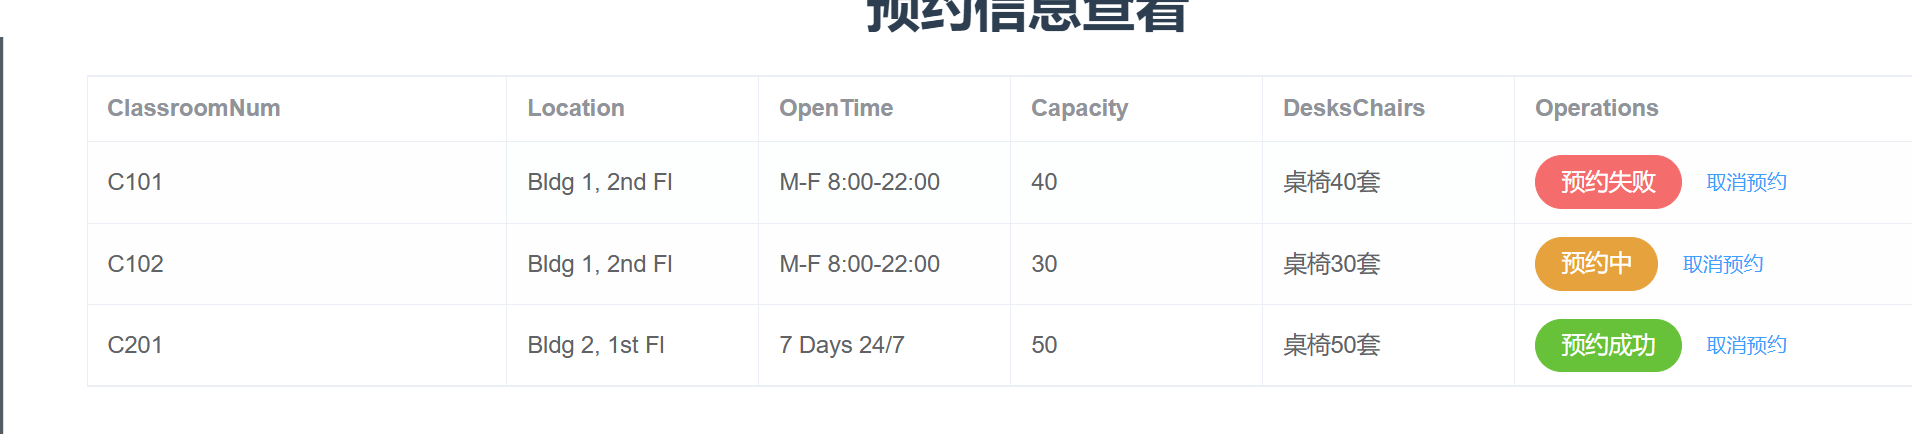 预约信息查看
ClassroomNum Location OpenTime Capacity DesksChairs Operations
C101 Bldg 1, 2nd Fl M-F 8:00-22:00 40 桌椅40套 预约失败 取消预约
C102 Bldg 1, 2nd Fl M-F 8:00-22:00 30 桌椅30套 预约中 取消预约
C201 Bldg 2, 1st Fl 7 Days 24/7 50 桌椅50套 预约成功 取消预约